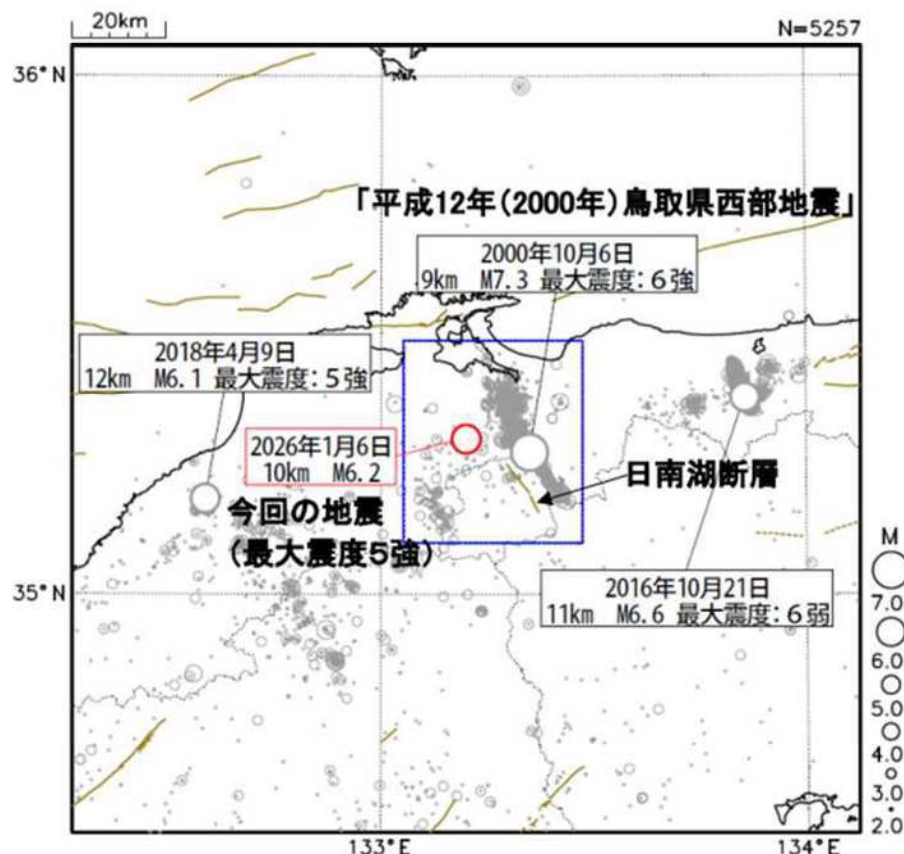 20km
N=5257
36°N
「平成12年(2000年)鳥取県西部地震」
2000年10月6日
9km M7.3 最大震度:6強
2018年4月9日
12km M6.1 最大震度:5強
2026年1月6日
10km M6.2
今回の地震
(最大震度5強)
日南湖断層
35°N
2016年10月21日
11km M6.6 最大震度:6弱
M
7.0
6.0
5.0
4.0
3.0
2.0
133°E
134°E